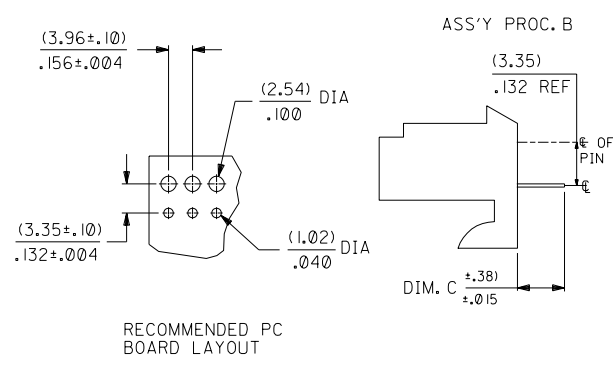 ASS'Y PROC. B
(3.96±.10)
.156±.004
(3.35)
.132 REF
(2.54) DIA
.100
℄ OF
PIN
℄
(3.35±.10)
.132±.004
(1.02) DIA
.040
DIM. C ±.38)
±.015
RECOMMENDED PC
BOARD LAYOUT